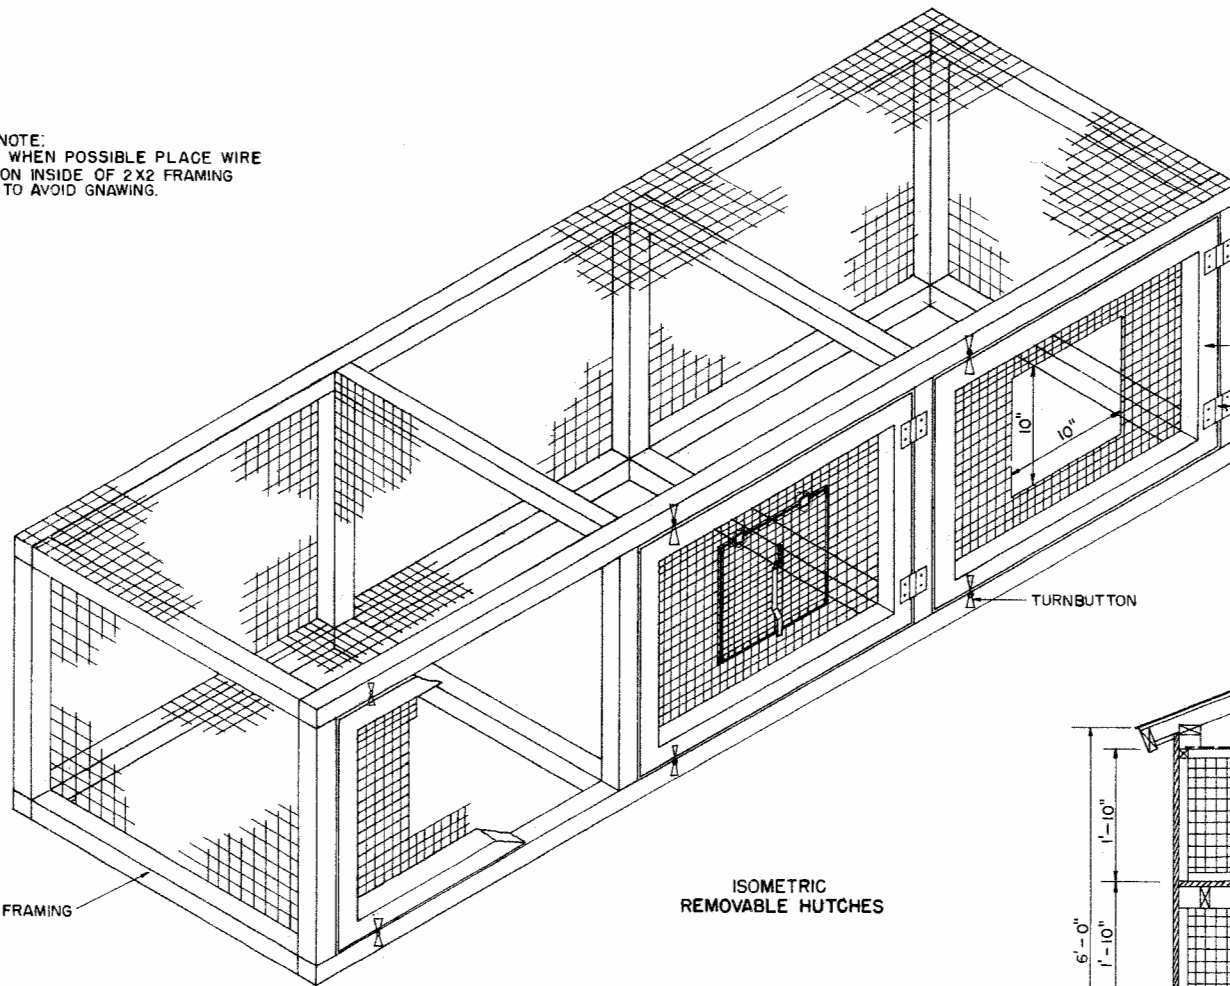 NOTE:
WHEN POSSIBLE PLACE WIRE
ON INSIDE OF 2X2 FRAMING
TO AVOID GNAWING.
10"
10"
TURNBUTTON
FRAMING
ISOMETRIC
REMOVABLE HUTCHES
1'-10"
6'-0"
1'-10"